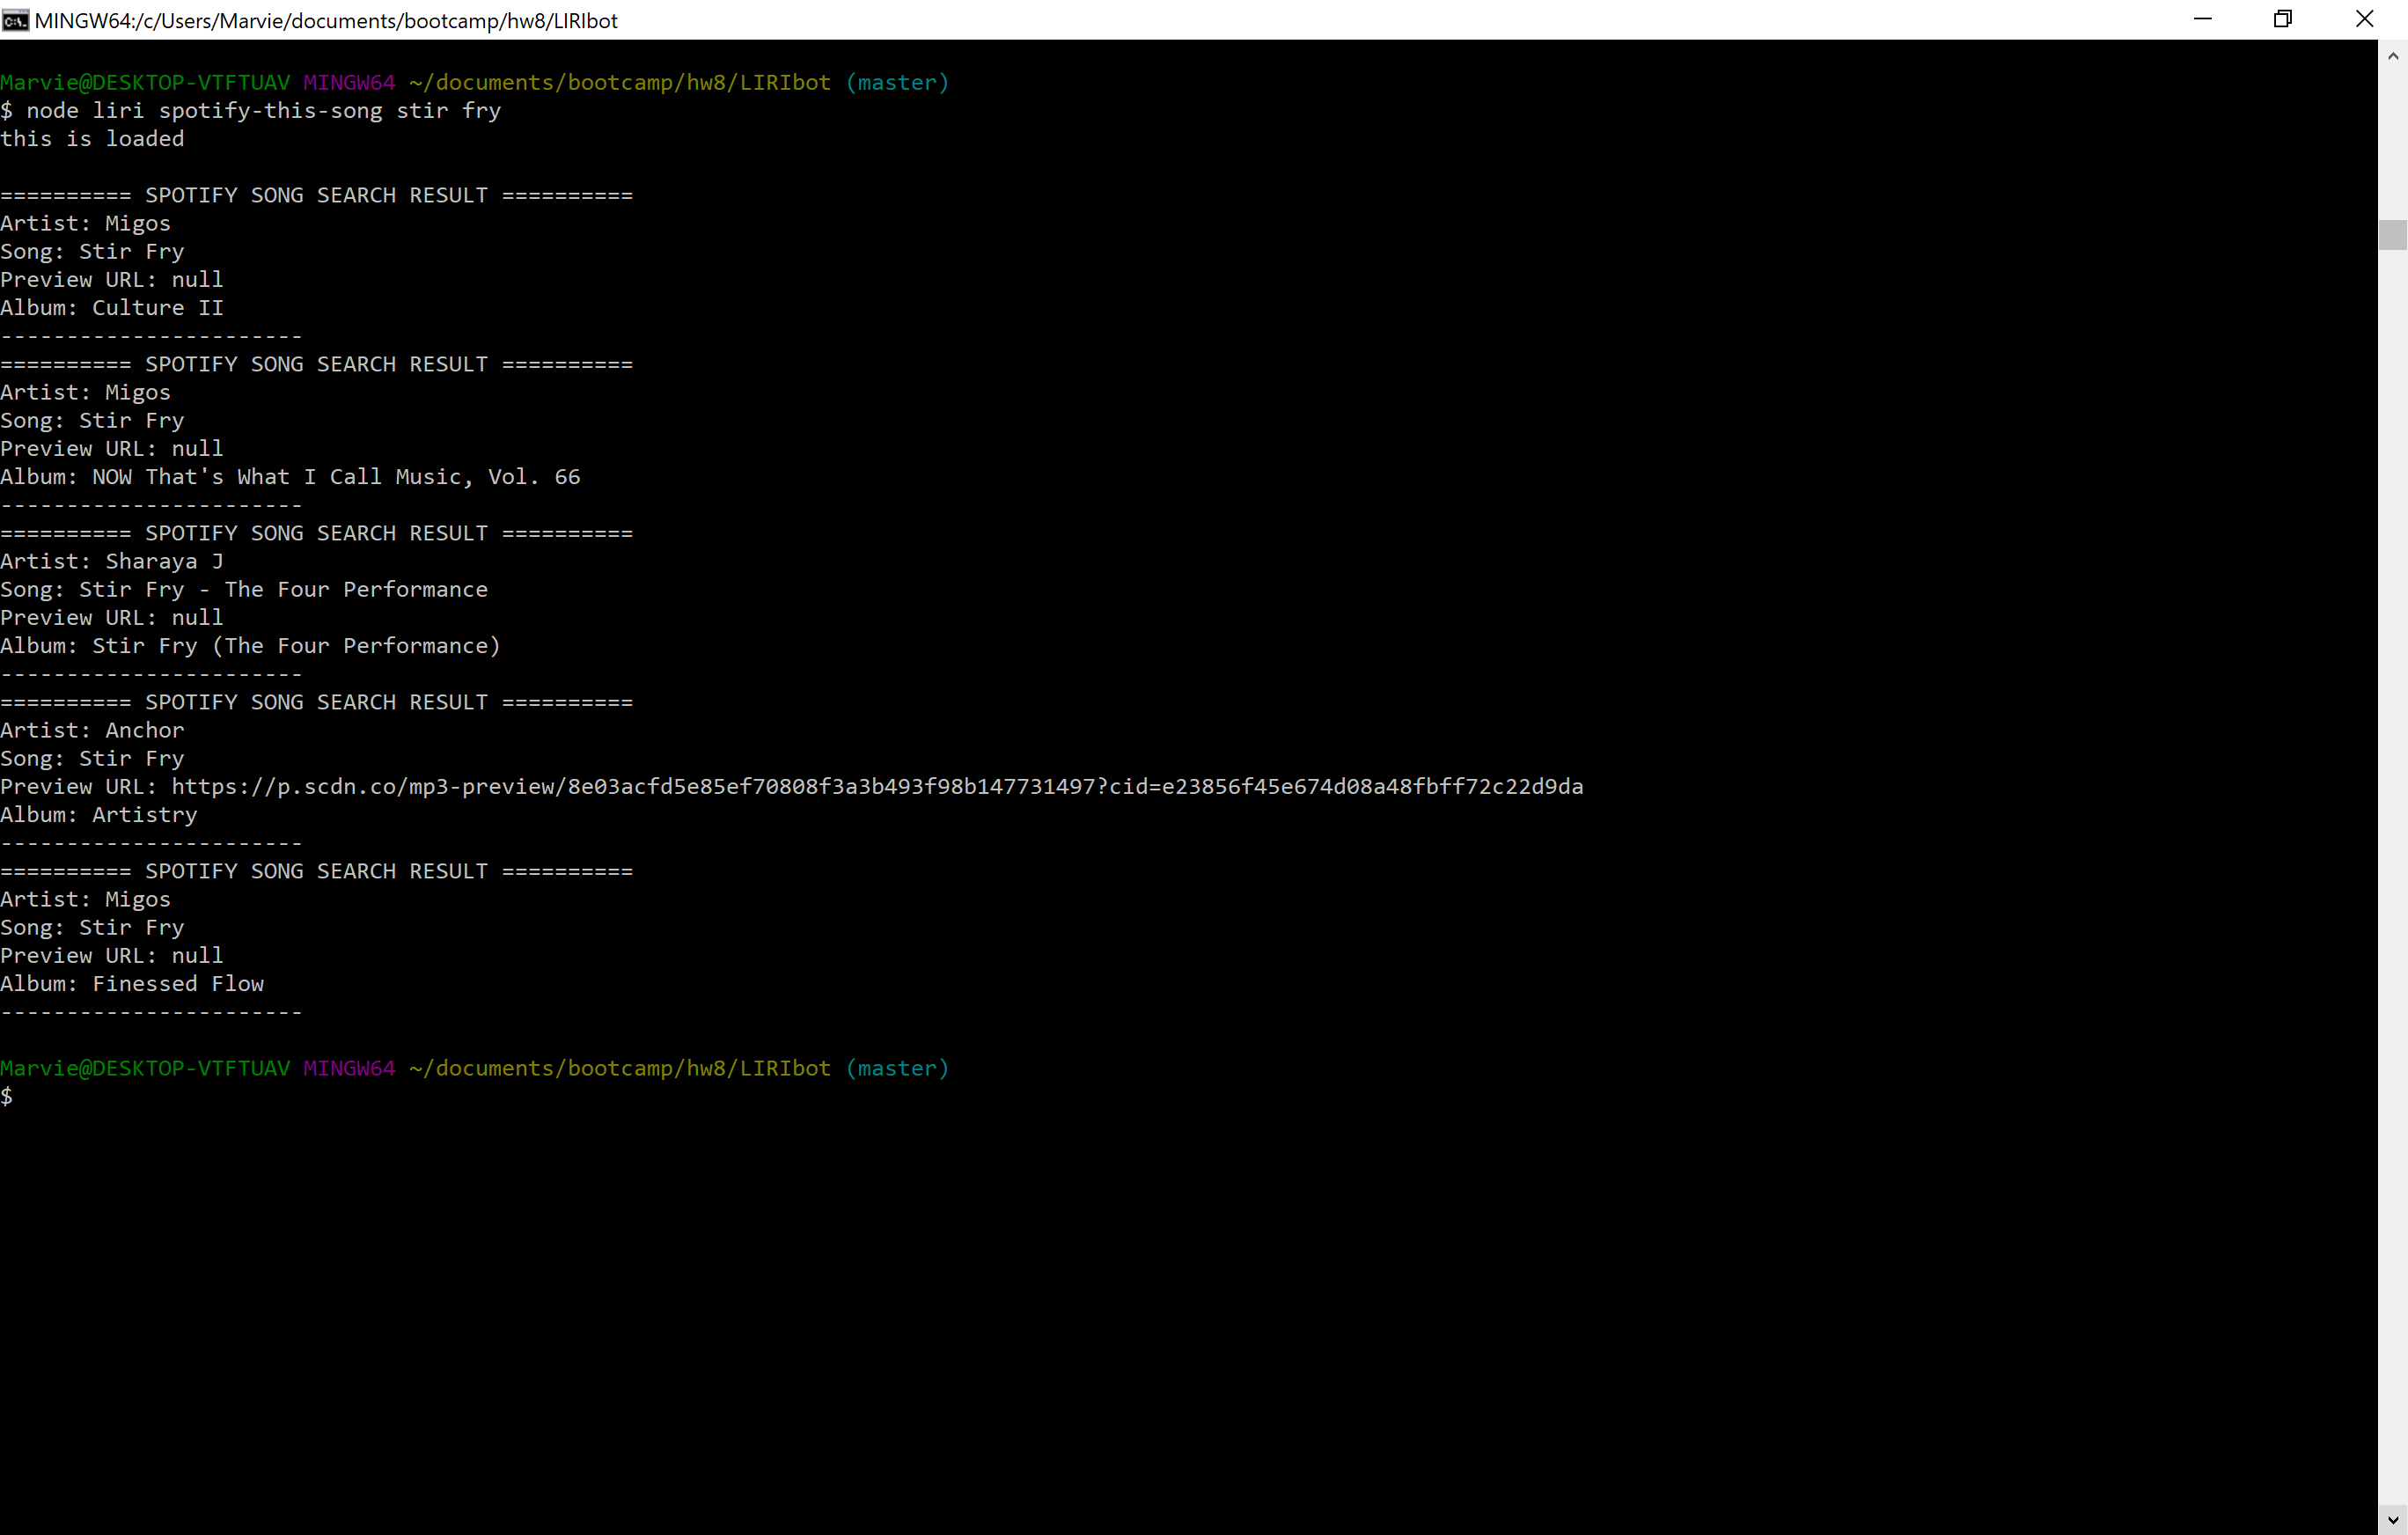 MINGW64:/c/Users/Marvie/documents/bootcamp/hw8/LIRIbot
Marvie@DESKTOP-VTFTUAV MINGW64 ~/documents/bootcamp/hw8/LIRIbot (master)
$ node liri spotify-this-song stir fry
this is loaded
========== SPOTIFY SONG SEARCH RESULT ==========
Artist: Migos
Song: Stir Fry
Preview URL: null
Album: Culture II
-----------------------
========== SPOTIFY SONG SEARCH RESULT ==========
Artist: Migos
Song: Stir Fry
Preview URL: null
Album: NOW That's What I Call Music, Vol. 66
-----------------------
========== SPOTIFY SONG SEARCH RESULT ==========
Artist: Sharaya J
Song: Stir Fry - The Four Performance
Preview URL: null
Album: Stir Fry (The Four Performance)
-----------------------
========== SPOTIFY SONG SEARCH RESULT ==========
Artist: Anchor
Song: Stir Fry
Preview URL: https://p.scdn.co/mp3-preview/8e03acfd5e85ef70808f3a3b493f98b147731497?cid=e23856f45e674d08a48fbff72c22d9da
Album: Artistry
-----------------------
========== SPOTIFY SONG SEARCH RESULT ==========
Artist: Migos
Song: Stir Fry
Preview URL: null
Album: Finessed Flow
-----------------------
Marvie@DESKTOP-VTFTUAV MINGW64 ~/documents/bootcamp/hw8/LIRIbot (master)
$